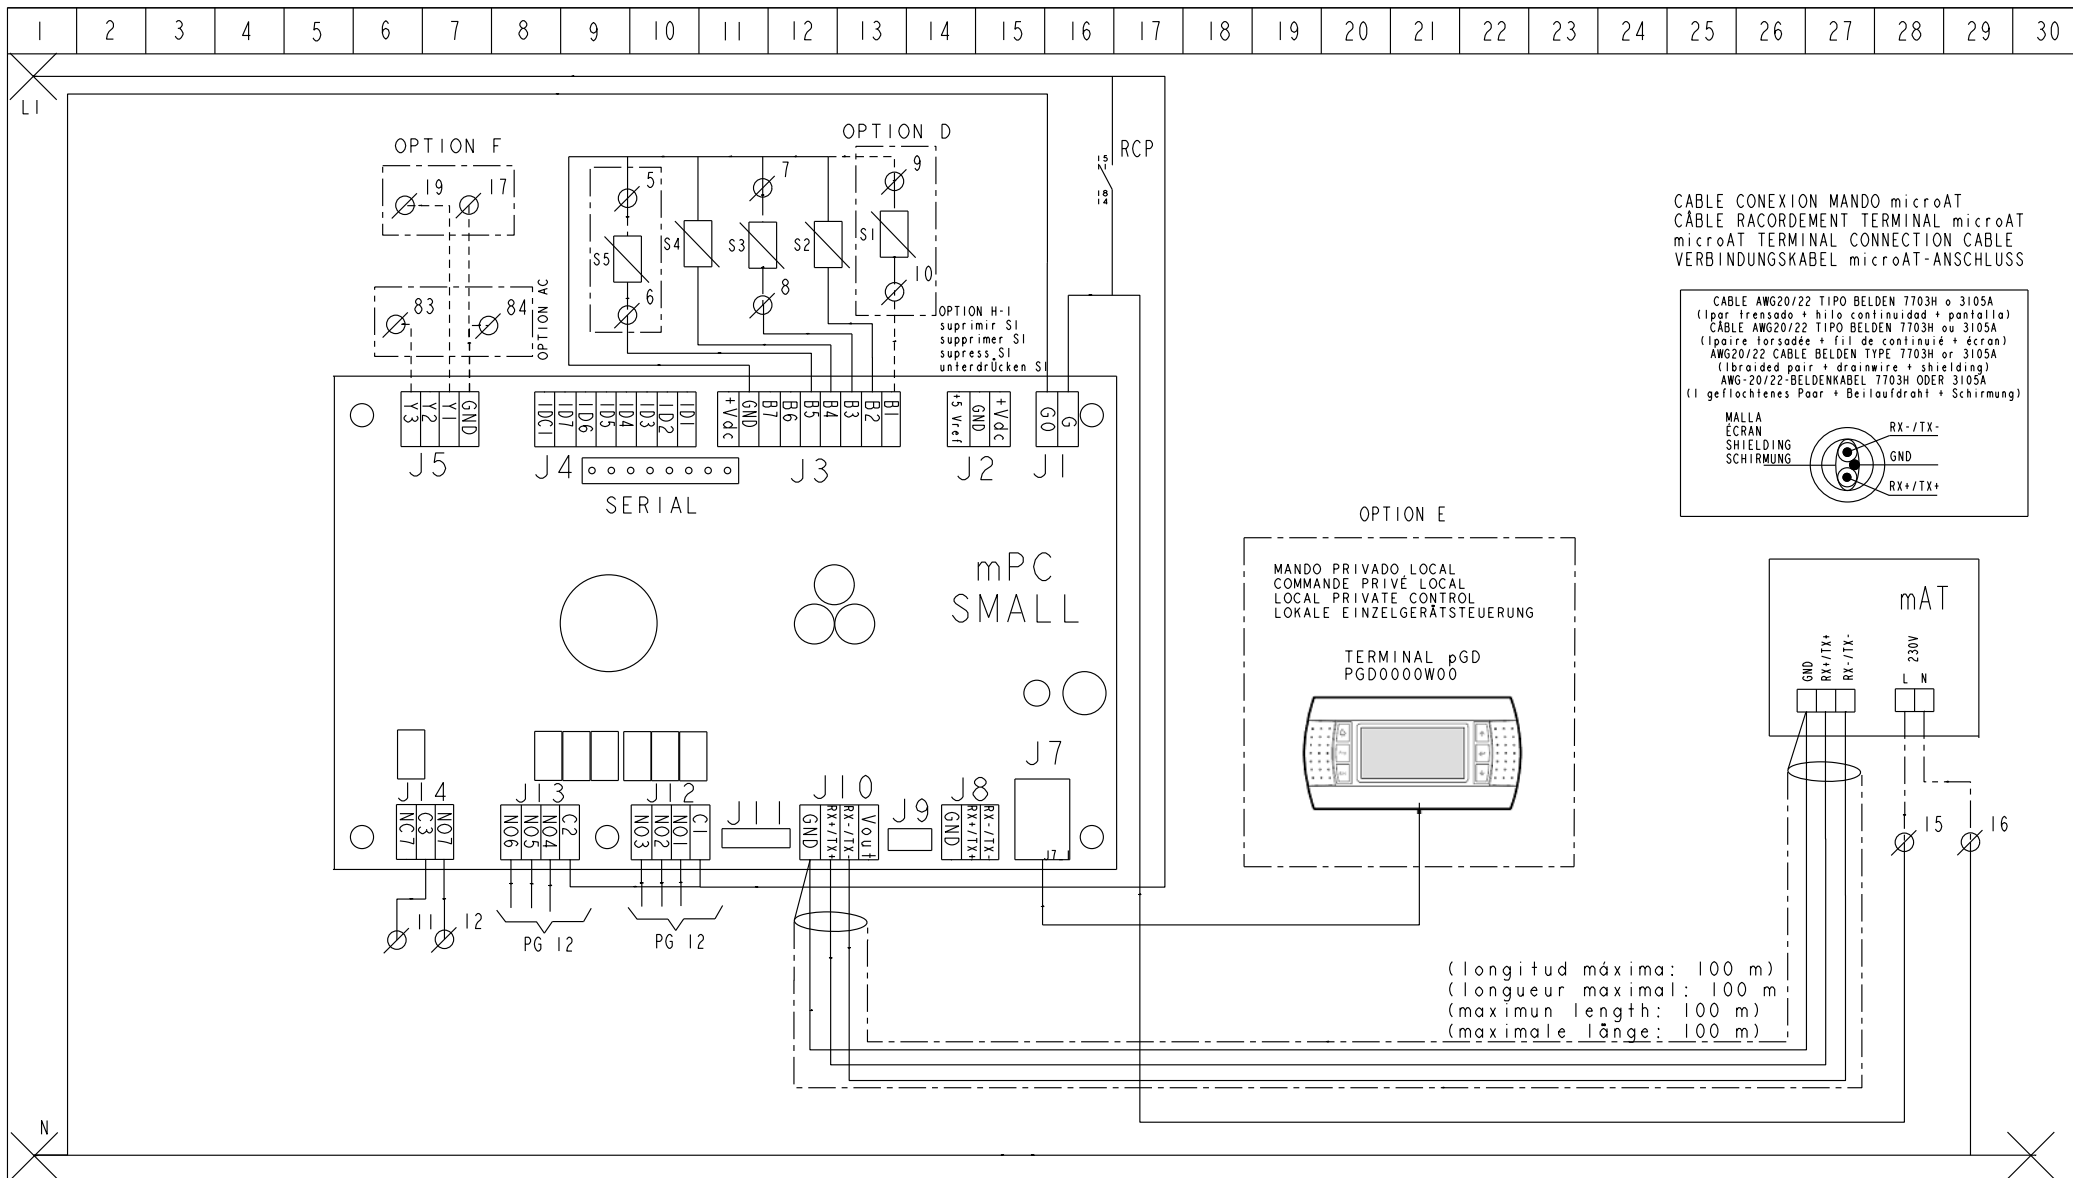 1 2 3 4 5 6 7 8 9 10 11 12 13 14 15 16 17 18 19 20 21 22 23 24 25 26 27 28 29 30
L1
OPTION F
19
17
83
84
OPTION AC
5
S5
6
S4
7
S3
8
S2
OPTION D
9
S1
10
OPTION H-I
suprimir S1
supprimer S1
supress S1
unterdrÜcken S1
15
18
14
RCP
CABLE CONEXION MANDO microAT
CÂBLE RACORDEMENT TERMINAL microAT
microAT TERMINAL CONNECTION CABLE
VERBINDUNGSKABEL microAT-ANSCHLUSS
CABLE AWG20/22 TIPO BELDEN 7703H o 3105A
(1par trensado + hilo continuidad + pantalla)
CÂBLE AWG20/22 TIPO BELDEN 7703H ou 3105A
(1paire torsadée + fil de continuié + écran)
AWG20/22 CABLE BELDEN TYPE 7703H or 3105A
(1braided pair + drainwire + shielding)
AWG-20/22-BELDENKABEL 7703H ODER 3105A
(1 geflochtenes Paar + Beilaufdraht + Schirmung)
MALLA
ÉCRAN
SHIELDING
SCHIRMUNG
RX-/TX-
GND
RX+/TX+
Y3 Y2 Y1 GND
J5
IDC1 ID7 ID6 ID5 ID4 ID3 ID2 ID1
J4
SERIAL
+Vdc GND B7 B6 B5 B4 B3 B2 B1
J3
+5 Vref GND +Vdc
J2
G0 G
J1
mPC
SMALL
OPTION E
MANDO PRIVADO LOCAL
COMMANDE PRIVÉ LOCAL
LOCAL PRIVATE CONTROL
LOKALE EINZELGERÄTSTEUERUNG
TERMINAL pGD
PGD0000W00
mAT
GND
RX+/TX+
RX-/TX-
230V
L N
J14
NC7 C3 NO7
J13
NO6 NO5 NO4 C2
J12
NO3 NO2 NO1 C1
J11
J10
GND RX+/TX+ RX-/TX- Vout
J9
J8
GND RX+/TX+ RX-/TX-
J7
11
12
PG 12
PG 12
15
16
(longitud máxima: 100 m)
(longueur maximal: 100 m
(maximun length: 100 m)
(maximale länge: 100 m)
N